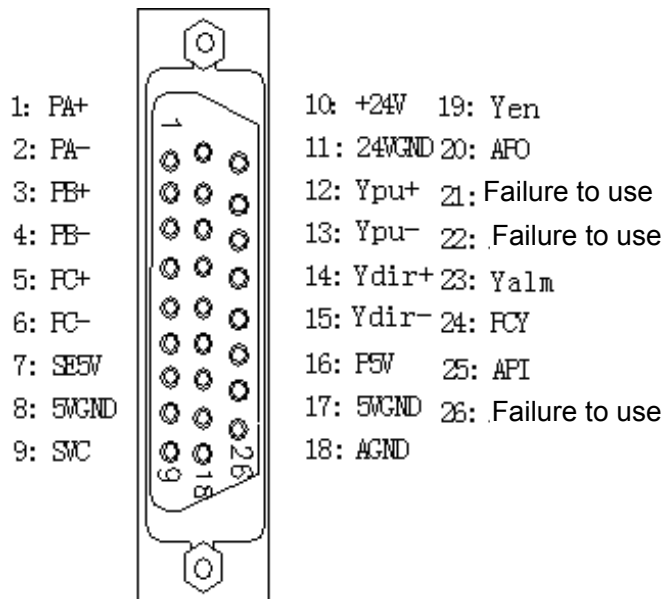 1: PA+
2: PA-
3: PB+
4: PB-
5: PC+
6: PC-
7: SE5V
8: 5VGND
9: SVC
1
9
18
26
10: +24V 19: Yen
11: 24VGND 20: APO
12: Ypu+ 21: Failure to use
13: Ypu- 22: Failure to use
14: Ydir+ 23: Yalm
15: Ydir- 24: PCY
16: P5V 25: API
17: 5VGND 26: Failure to use
18: AGND